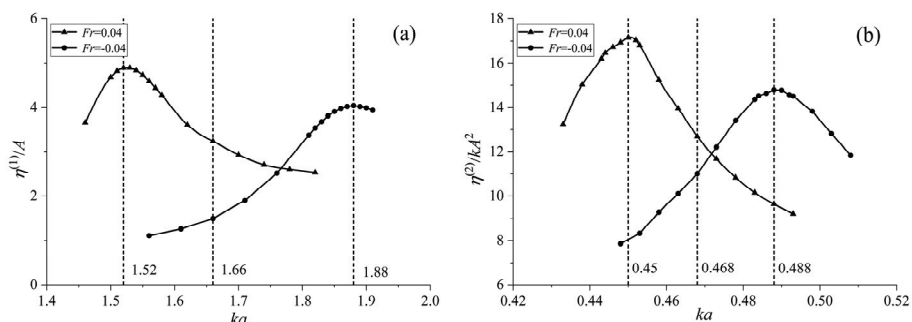 6
Fr=0.04
Fr=-0.04
(a)
4
η(1)/A
2
0
1.52
1.66
1.88
1.4 1.5 1.6 1.7 1.8 1.9 2.0
ka
18
Fr=0.04
Fr=-0.04
(b)
16
14
12
η(2)/kA²
10
8
6
0.45
0.468
0.488
0.42 0.44 0.46 0.48 0.50 0.52
ka